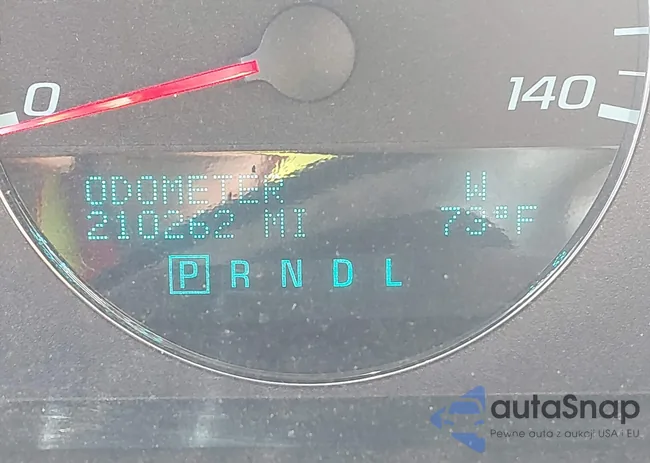 0
140
ODOMETER W
210262 MI 73°F
P R N D L
autaSnap
Pewne auta z aukcji USA - EU